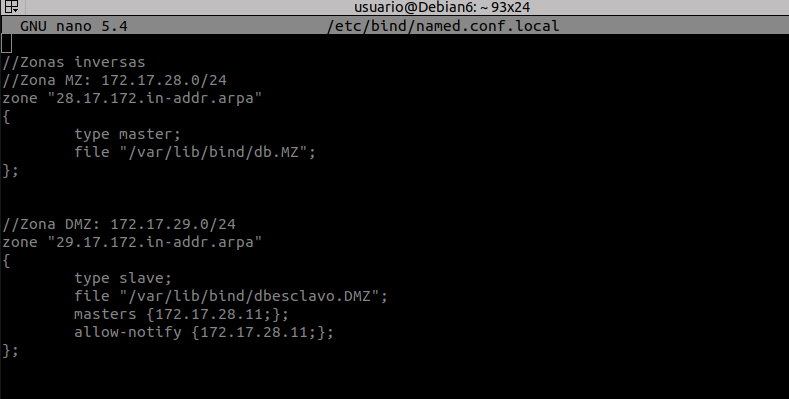 usuario@Debian6: ~ 93x24
GNU nano 5.4 /etc/bind/named.conf.local
//Zonas inversas
//Zona MZ: 172.17.28.0/24
zone "28.17.172.in-addr.arpa"
{
        type master;
        file "/var/lib/bind/db.MZ";
};
//Zona DMZ: 172.17.29.0/24
zone "29.17.172.in-addr.arpa"
{
        type slave;
        file "/var/lib/bind/dbesclavo.DMZ";
        masters {172.17.28.11;};
        allow-notify {172.17.28.11;};
};